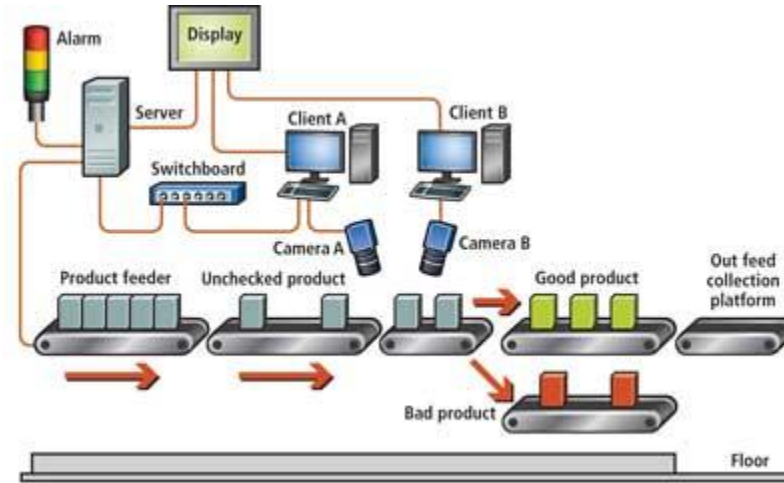 Alarm
Display
Server
Client A
Client B
Switchboard
Camera A
Camera B
Product feeder
Unchecked product
Good product
Out feed
collection
platform
Bad product
Floor